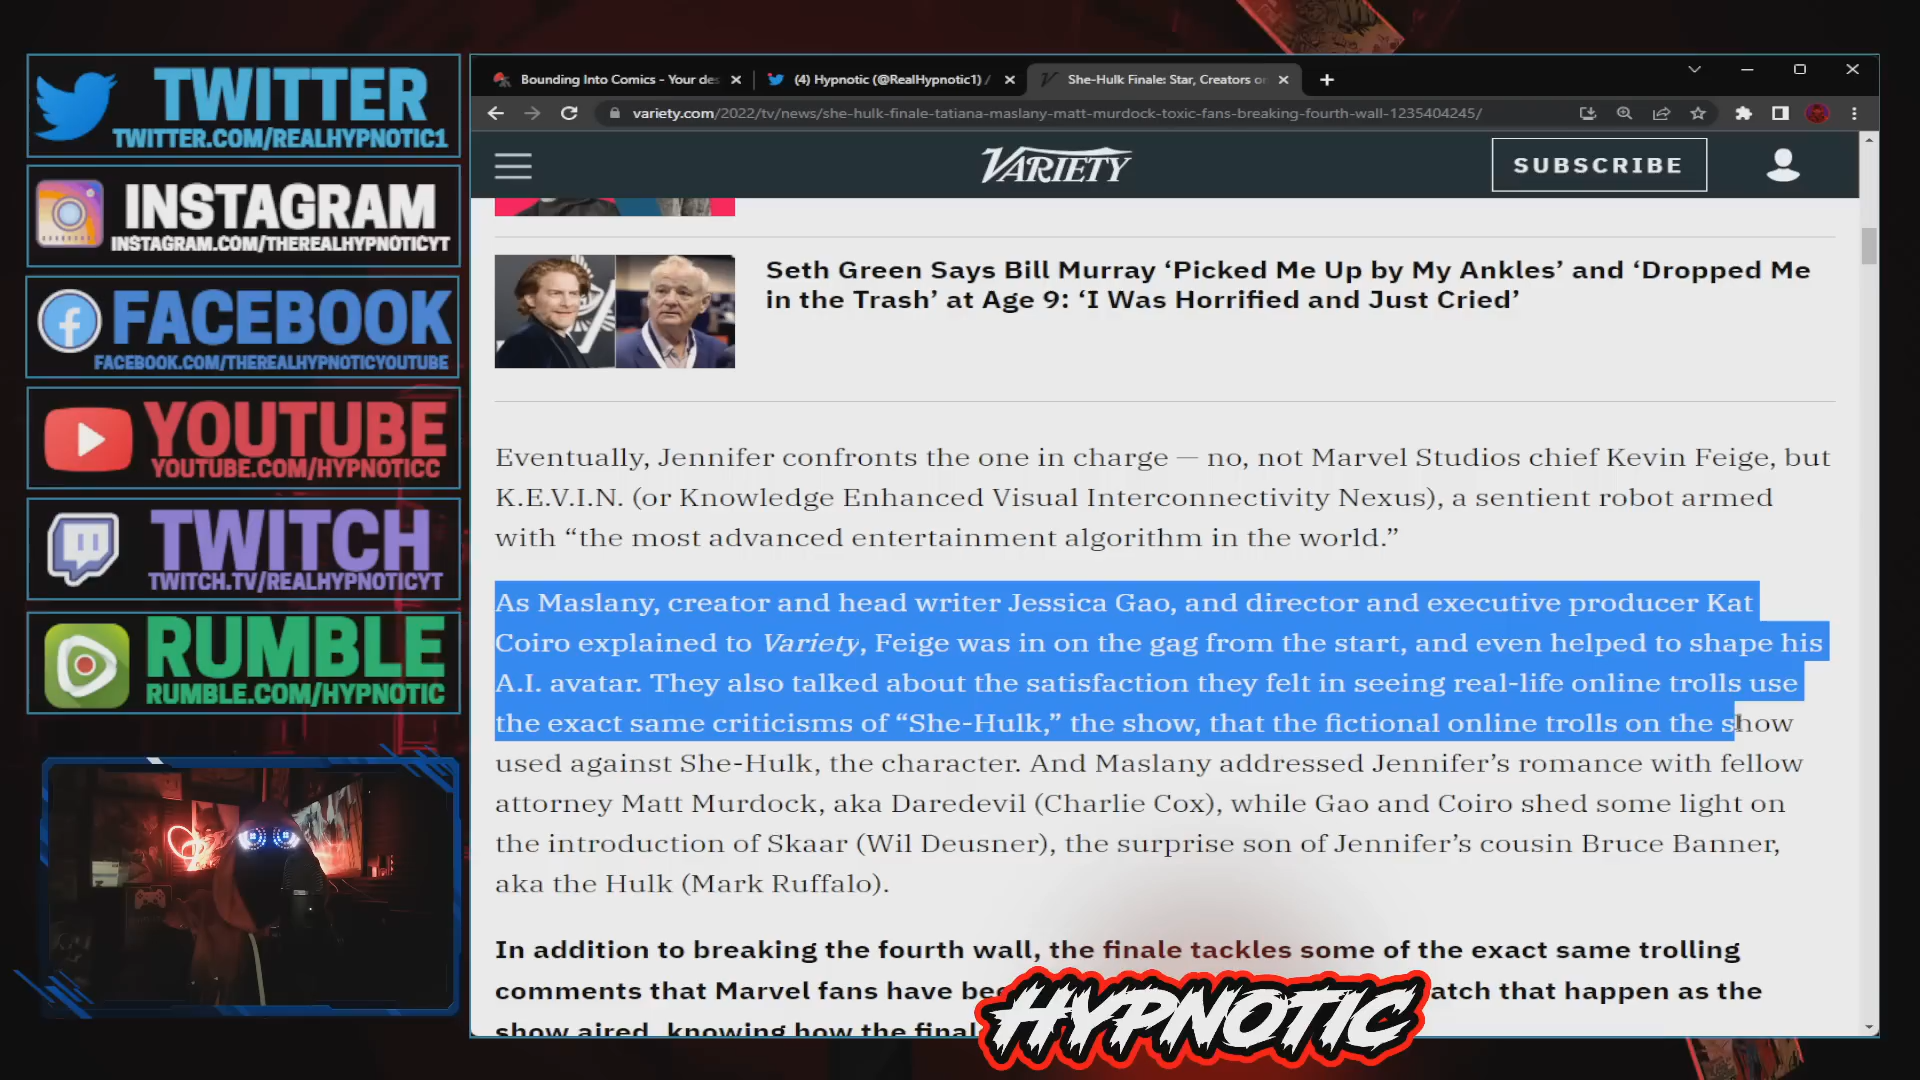 TWITTER
TWITTER.COM/REALHYPNOTIC1
INSTAGRAM
INSTAGRAM.COM/THEREALHYPNOTICYT
FACEBOOK
FACEBOOK.COM/THEREALHYPNOTICYOUTUBE
YOUTUBE
YOUTUBE.COM/HYPNOTICC
TWITCH
TWITCH.TV/REALHYPNOTICYT
RUMBLE
RUMBLE.COM/HYPNOTIC
Bounding Into Comics - Your des
(4) Hypnotic (@RealHypnotic1) /
She-Hulk Finale: Star, Creators o
variety.com/2022/tv/news/she-hulk-finale-tatiana-maslany-matt-murdock-toxic-fans-breaking-fourth-wall-1235404245/
VARIETY
SUBSCRIBE
Seth Green Says Bill Murray ‘Picked Me Up by My Ankles’ and ‘Dropped Me
in the Trash’ at Age 9: ‘I Was Horrified and Just Cried’
Eventually, Jennifer confronts the one in charge — no, not Marvel Studios chief Kevin Feige, but
K.E.V.I.N. (or Knowledge Enhanced Visual Interconnectivity Nexus), a sentient robot armed
with “the most advanced entertainment algorithm in the world.”
As Maslany, creator and head writer Jessica Gao, and director and executive producer Kat
Coiro explained to Variety, Feige was in on the gag from the start, and even helped to shape his
A.I. avatar. They also talked about the satisfaction they felt in seeing real-life online trolls use
the exact same criticisms of “She-Hulk,” the show, that the fictional online trolls on the show
used against She-Hulk, the character. And Maslany addressed Jennifer’s romance with fellow
attorney Matt Murdock, aka Daredevil (Charlie Cox), while Gao and Coiro shed some light on
the introduction of Skaar (Wil Deusner), the surprise son of Jennifer’s cousin Bruce Banner,
aka the Hulk (Mark Ruffalo).
In addition to breaking the fourth wall, the finale tackles some of the exact same trolling
comments that Marvel fans have be atch that happen as the
show aired, knowing how the final
HYPNOTIC